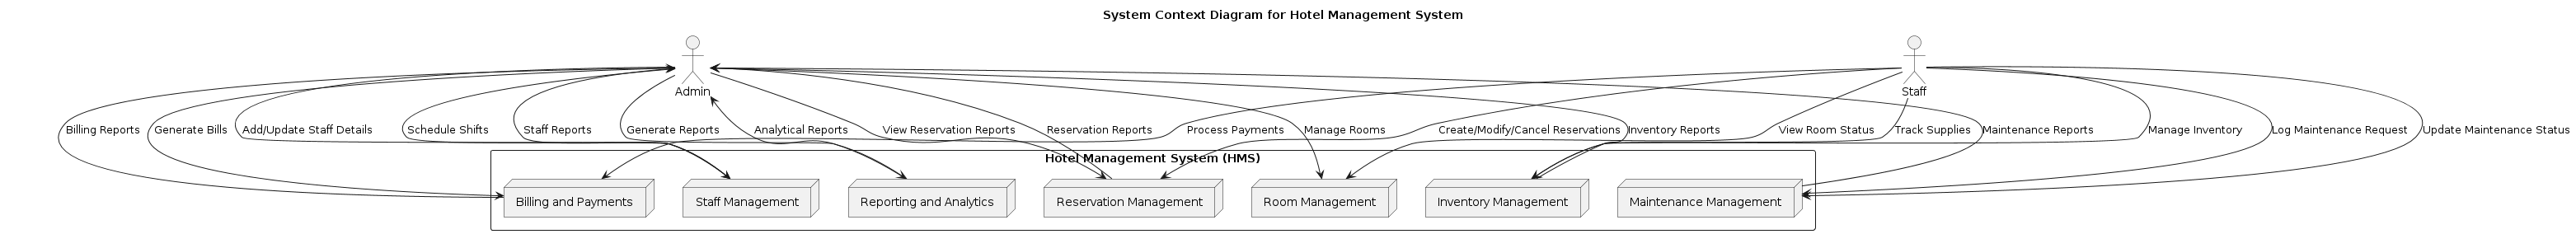 System Context Diagram for Hotel Management System
Admin
Staff
Billing Reports
Generate Bills
Add/Update Staff Details
Schedule Shifts
Staff Reports
Generate Reports
Analytical Reports
View Reservation Reports
Reservation Reports
Process Payments
Manage Rooms
Create/Modify/Cancel Reservations
Inventory Reports
View Room Status
Track Supplies
Maintenance Reports
Manage Inventory
Log Maintenance Request
Update Maintenance Status
Hotel Management System (HMS)
Billing and Payments
Staff Management
Reporting and Analytics
Reservation Management
Room Management
Inventory Management
Maintenance Management